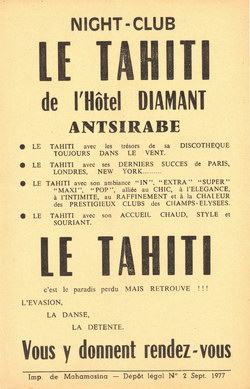 NIGHT-CLUB
LE TAHITI
de l'Hôtel DIAMANT
ANTSIRABE
● LE TAHITI avec les trésors de sa DISCOTHEQUE
TOUJOURS DANS LE VENT.
● LE TAHITI avec ses DERNIERS SUCCES de PARIS,
LONDRES, NEW YORK.........
● LE TAHITI avec son ambiance "IN", "EXTRA" "SUPER"
"MAXI", "POP", alliée au CHIC, à L'ELEGANCE,
à L'INTIMITE, au RAFFINEMENT et à la CHALEUR
des PRESTIGIEUX CLUBS des CHAMPS-ELYSEES.
● LE TAHITI avec son ACCUEIL CHAUD, STYLE et
SOURIANT.
LE TAHITI
c'est le paradis perdu MAIS RETROUVE !!!
L'EVASION,
LA DANSE,
LA DETENTE.
Vous y donnent rendez-vous
Imp. de Mahamasina — Dépôt légal N° 2 Sept. 1977